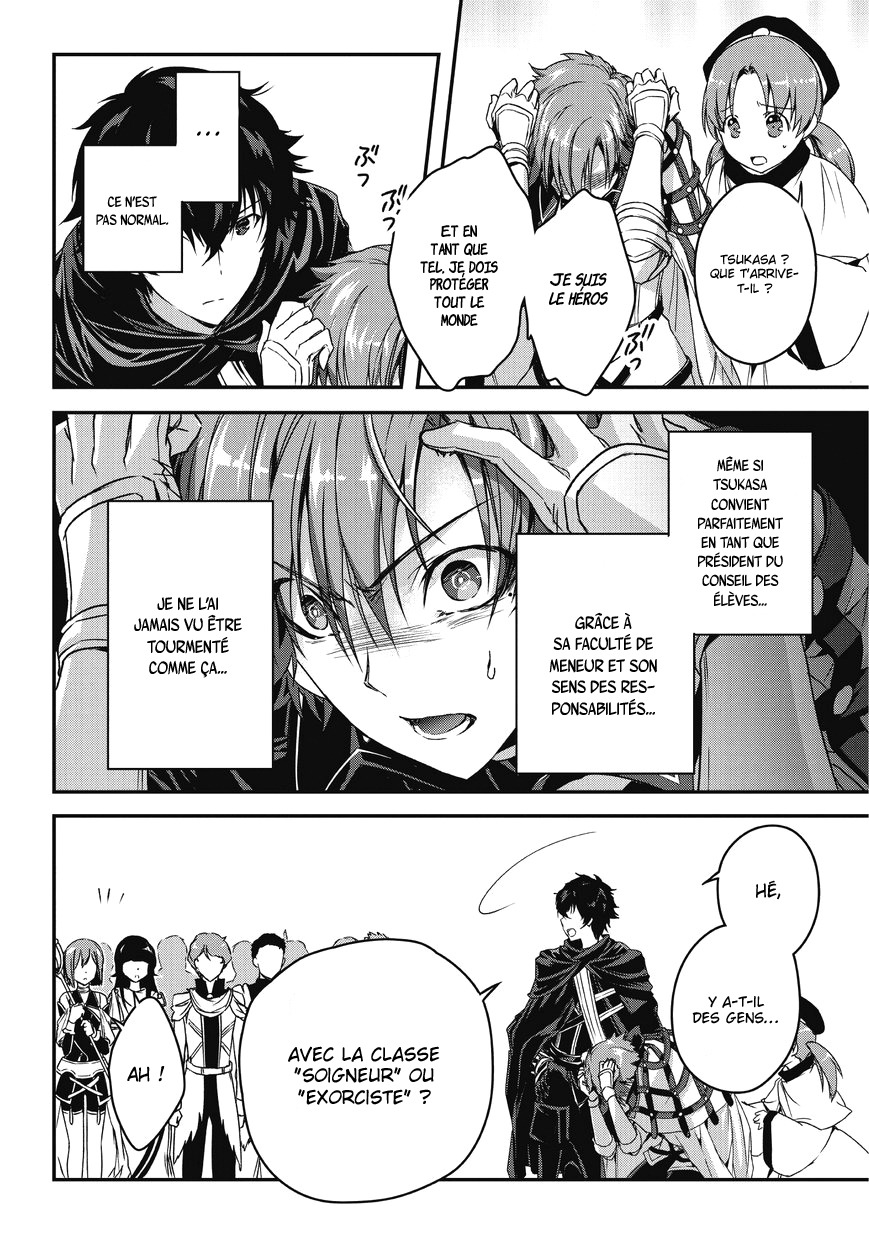 TSUKASA ?
QUE T'ARRIVE-
T-IL ?
JE SUIS
LE HÉROS
ET EN
TANT QUE
TEL, JE DOIS
PROTÉGER
TOUT LE
MONDE
ぶっ
ぶっ
ぶっ
...
CE N'EST
PAS NORMAL.
MÊME SI
TSUKASA
CONVIENT
PARFAITEMENT
EN TANT QUE
PRÉSIDENT DU
CONSEIL DES
ÉLÈVES...
GRÂCE À
SA FACULTÉ DE
MENEUR ET SON
SENS DES RES-
PONSABILITÉS...
JE NE L'AI
JAMAIS VU ÊTRE
TOURMENTÉ
COMME ÇA...
HÉ,
Y A-T-IL
DES GENS...
AVEC LA CLASSE
"SOIGNEUR" OU
"EXORCISTE" ?
AH !